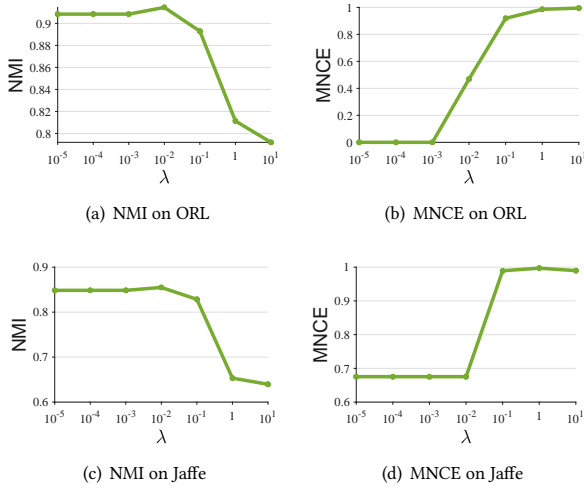 0.9
0.88
0.86
0.84
0.82
0.8
NMI
10^-5 10^-4 10^-3 10^-2 10^-1 1 10^1
λ
(a) NMI on ORL
1
0.8
0.6
0.4
0.2
0
MNCE
10^-5 10^-4 10^-3 10^-2 10^-1 1 10^1
λ
(b) MNCE on ORL
0.9
0.8
0.7
0.6
NMI
10^-5 10^-4 10^-3 10^-2 10^-1 1 10^1
λ
(c) NMI on Jaffe
1
0.9
0.8
0.7
0.6
MNCE
10^-5 10^-4 10^-3 10^-2 10^-1 1 10^1
λ
(d) MNCE on Jaffe